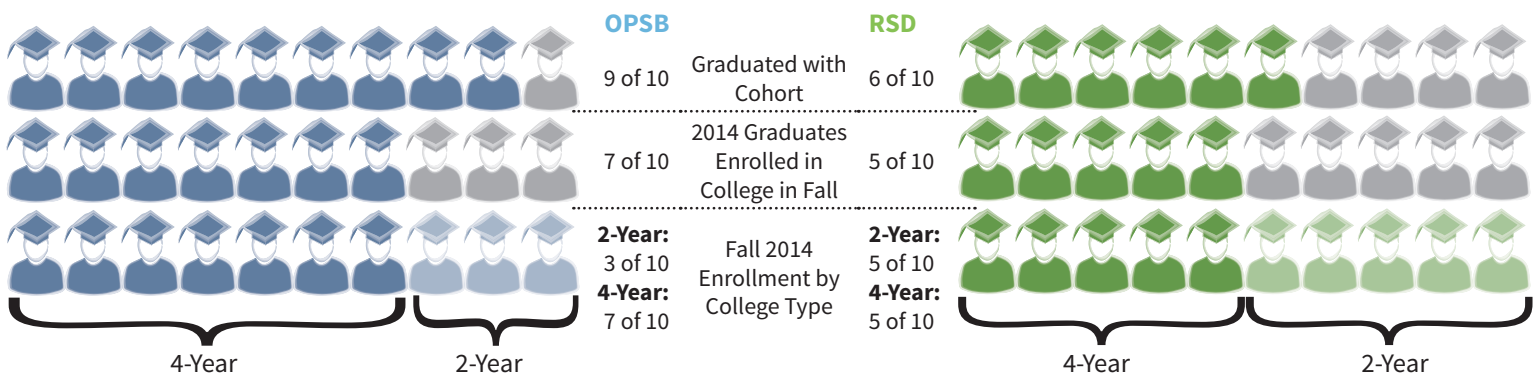 OPSB
RSD
9 of 10
Graduated with
Cohort
6 of 10
7 of 10
2014 Graduates
Enrolled in
College in Fall
5 of 10
2-Year:
3 of 10
4-Year:
7 of 10
Fall 2014
Enrollment by
College Type
2-Year:
5 of 10
4-Year:
5 of 10
4-Year
2-Year
4-Year
2-Year